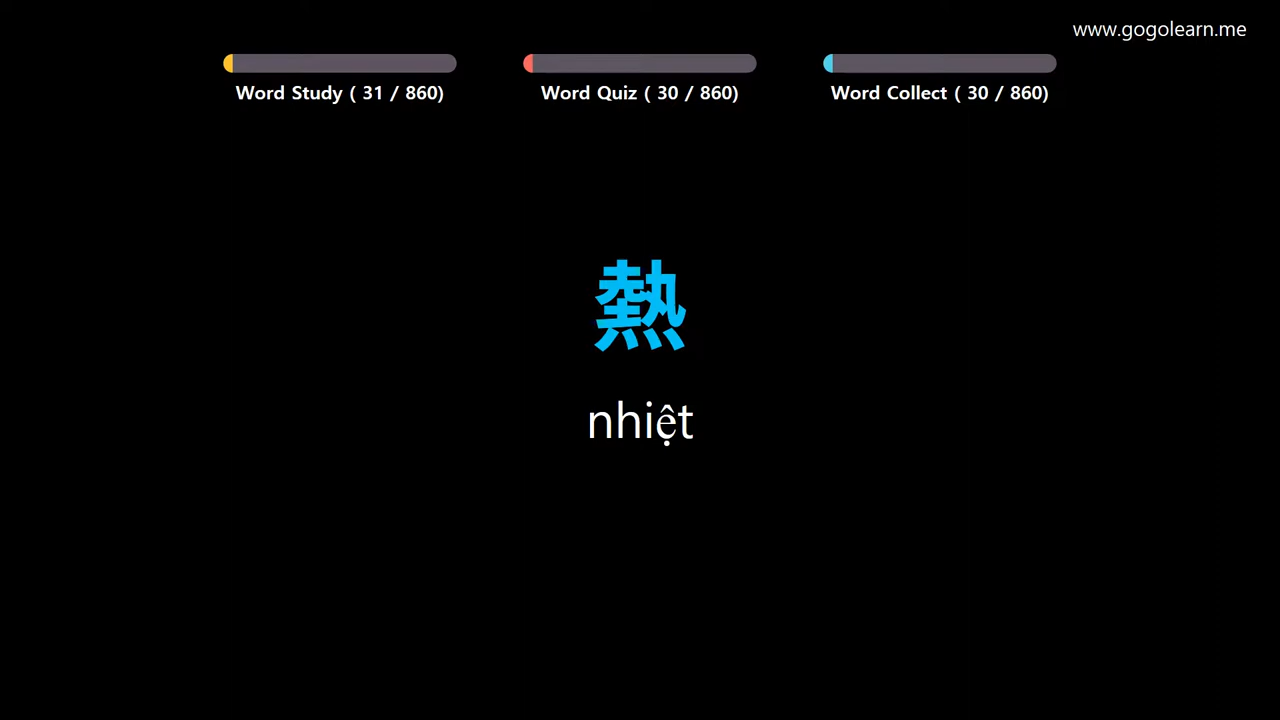 www.gogolearn.me
Word Study ( 31 / 860)
Word Quiz ( 30 / 860)
Word Collect ( 30 / 860)
熱
nhiệt